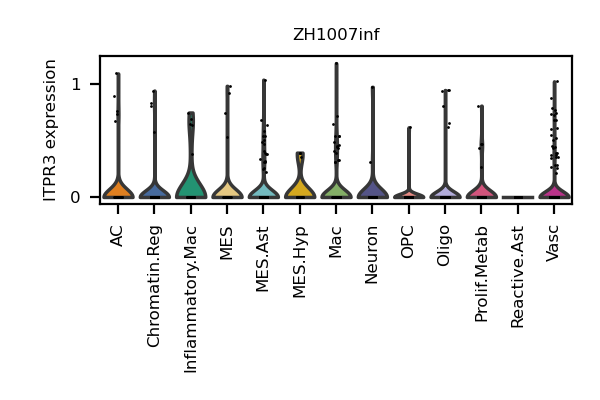 ZH1007inf
ITPR3 expression
1
0
AC
Chromatin.Reg
Inflammatory.Mac
MES
MES.Ast
MES.Hyp
Mac
Neuron
OPC
Oligo
Prolif.Metab
Reactive.Ast
Vasc